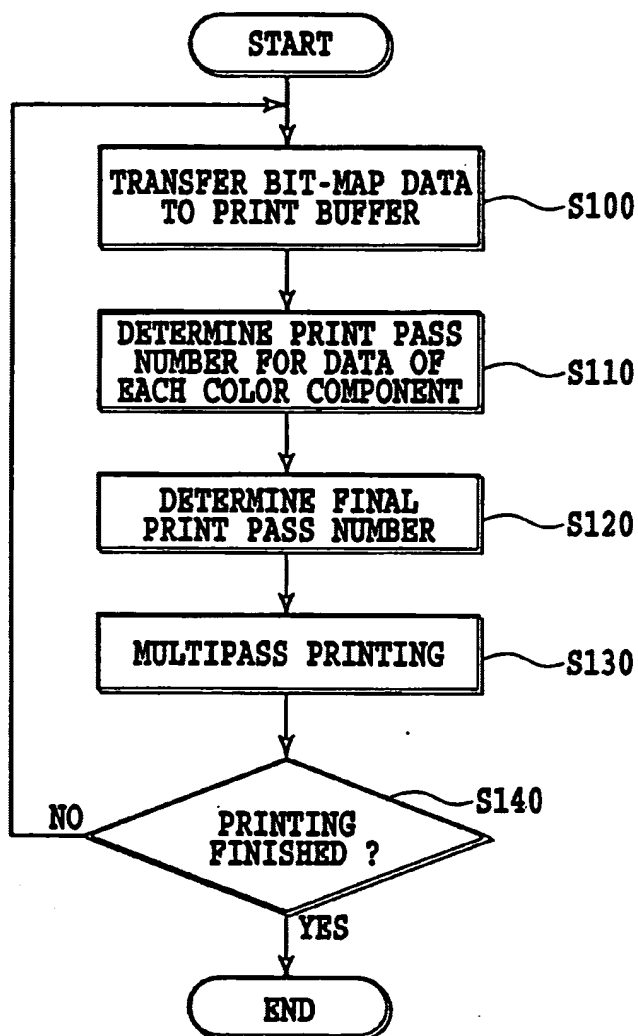 START
TRANSFER BIT-MAP DATA
TO PRINT BUFFER
S100
DETERMINE PRINT PASS
NUMBER FOR DATA OF
EACH COLOR COMPONENT
S110
DETERMINE FINAL
PRINT PASS NUMBER
S120
MULTIPASS PRINTING
S130
S140
NO
PRINTING
FINISHED ?
YES
END